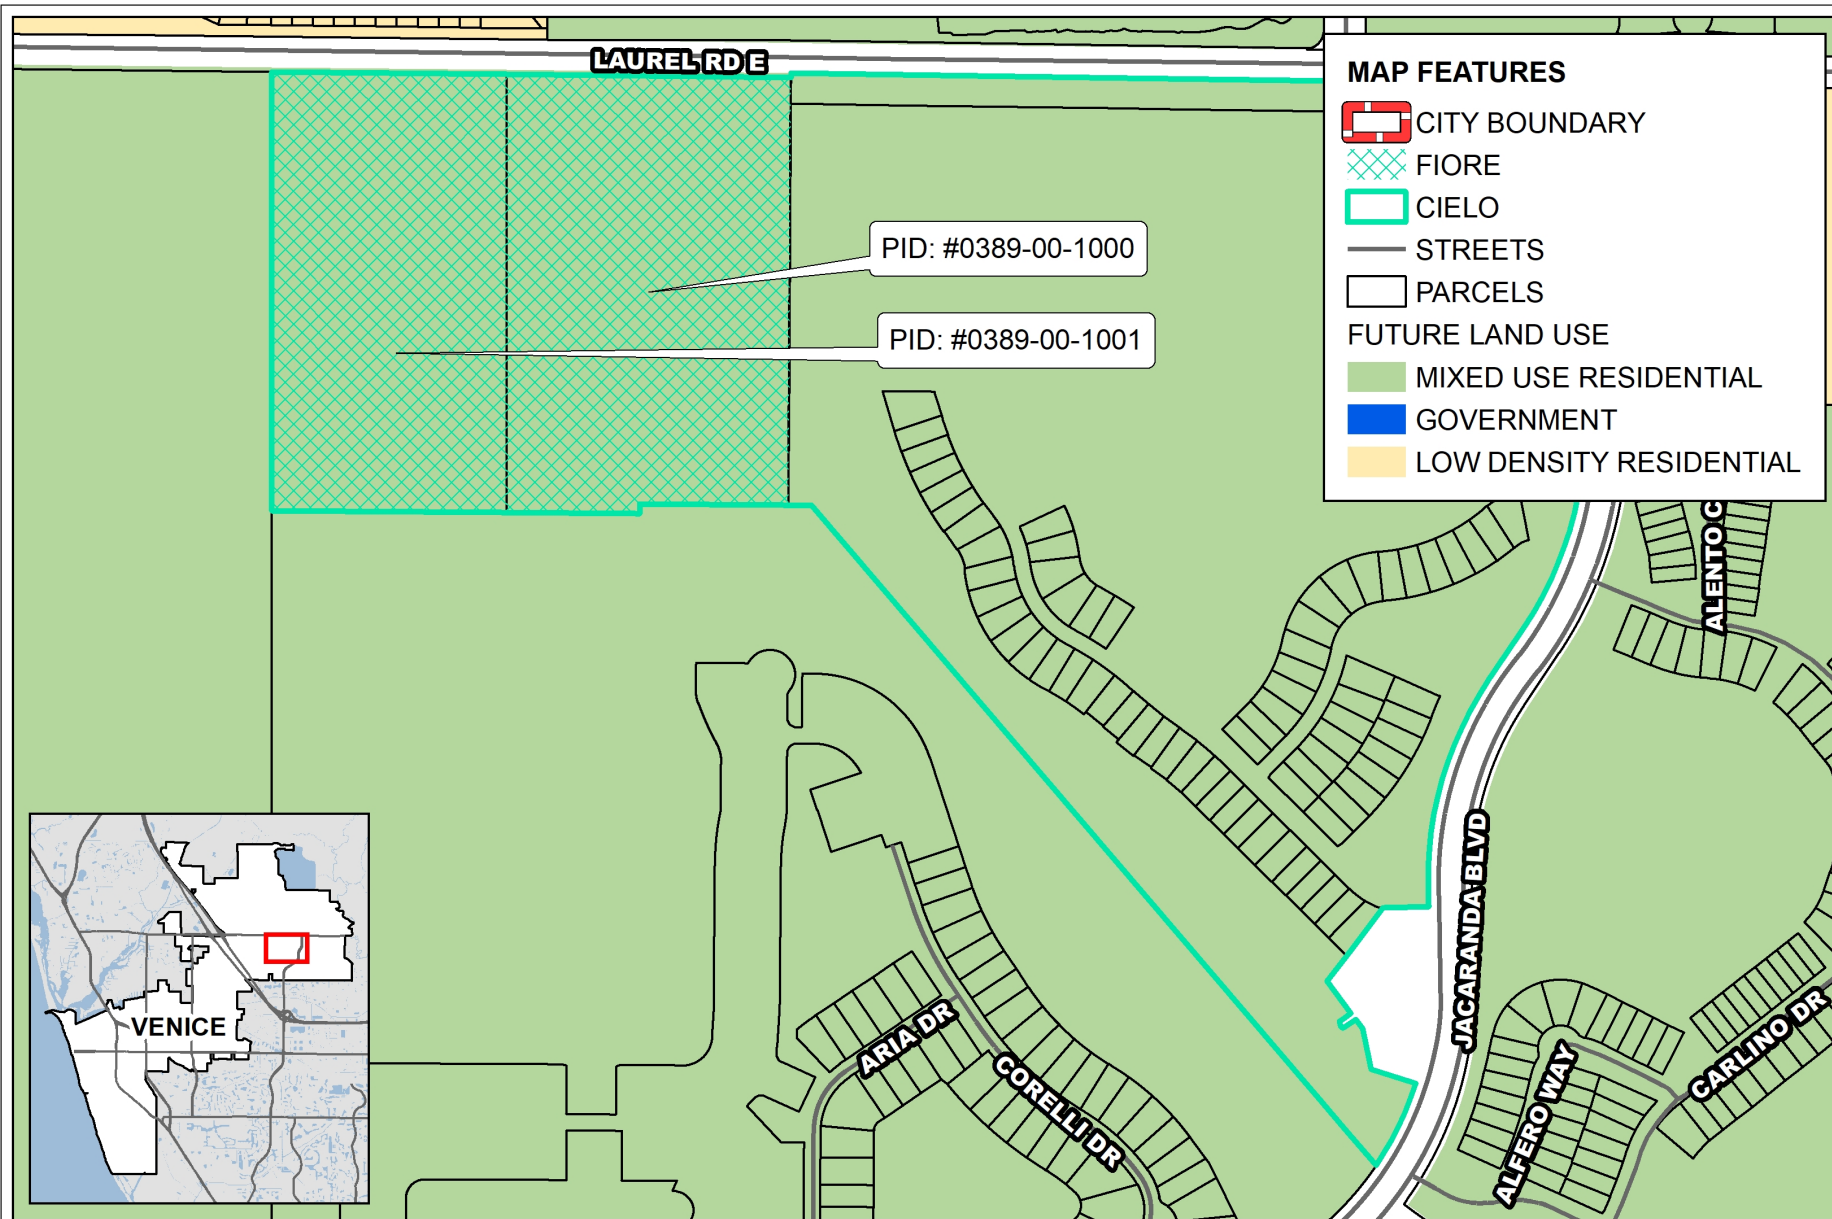 LAUREL RD E
MAP FEATURES
CITY BOUNDARY
FIORE
CIELO
STREETS
PARCELS
FUTURE LAND USE
MIXED USE RESIDENTIAL
GOVERNMENT
LOW DENSITY RESIDENTIAL
PID: #0389-00-1000
PID: #0389-00-1001
ALENTO C
JACARANDA BLVD
ARIA DR
CORELLI DR
ALFERO WAY
CARLINO DR
VENICE